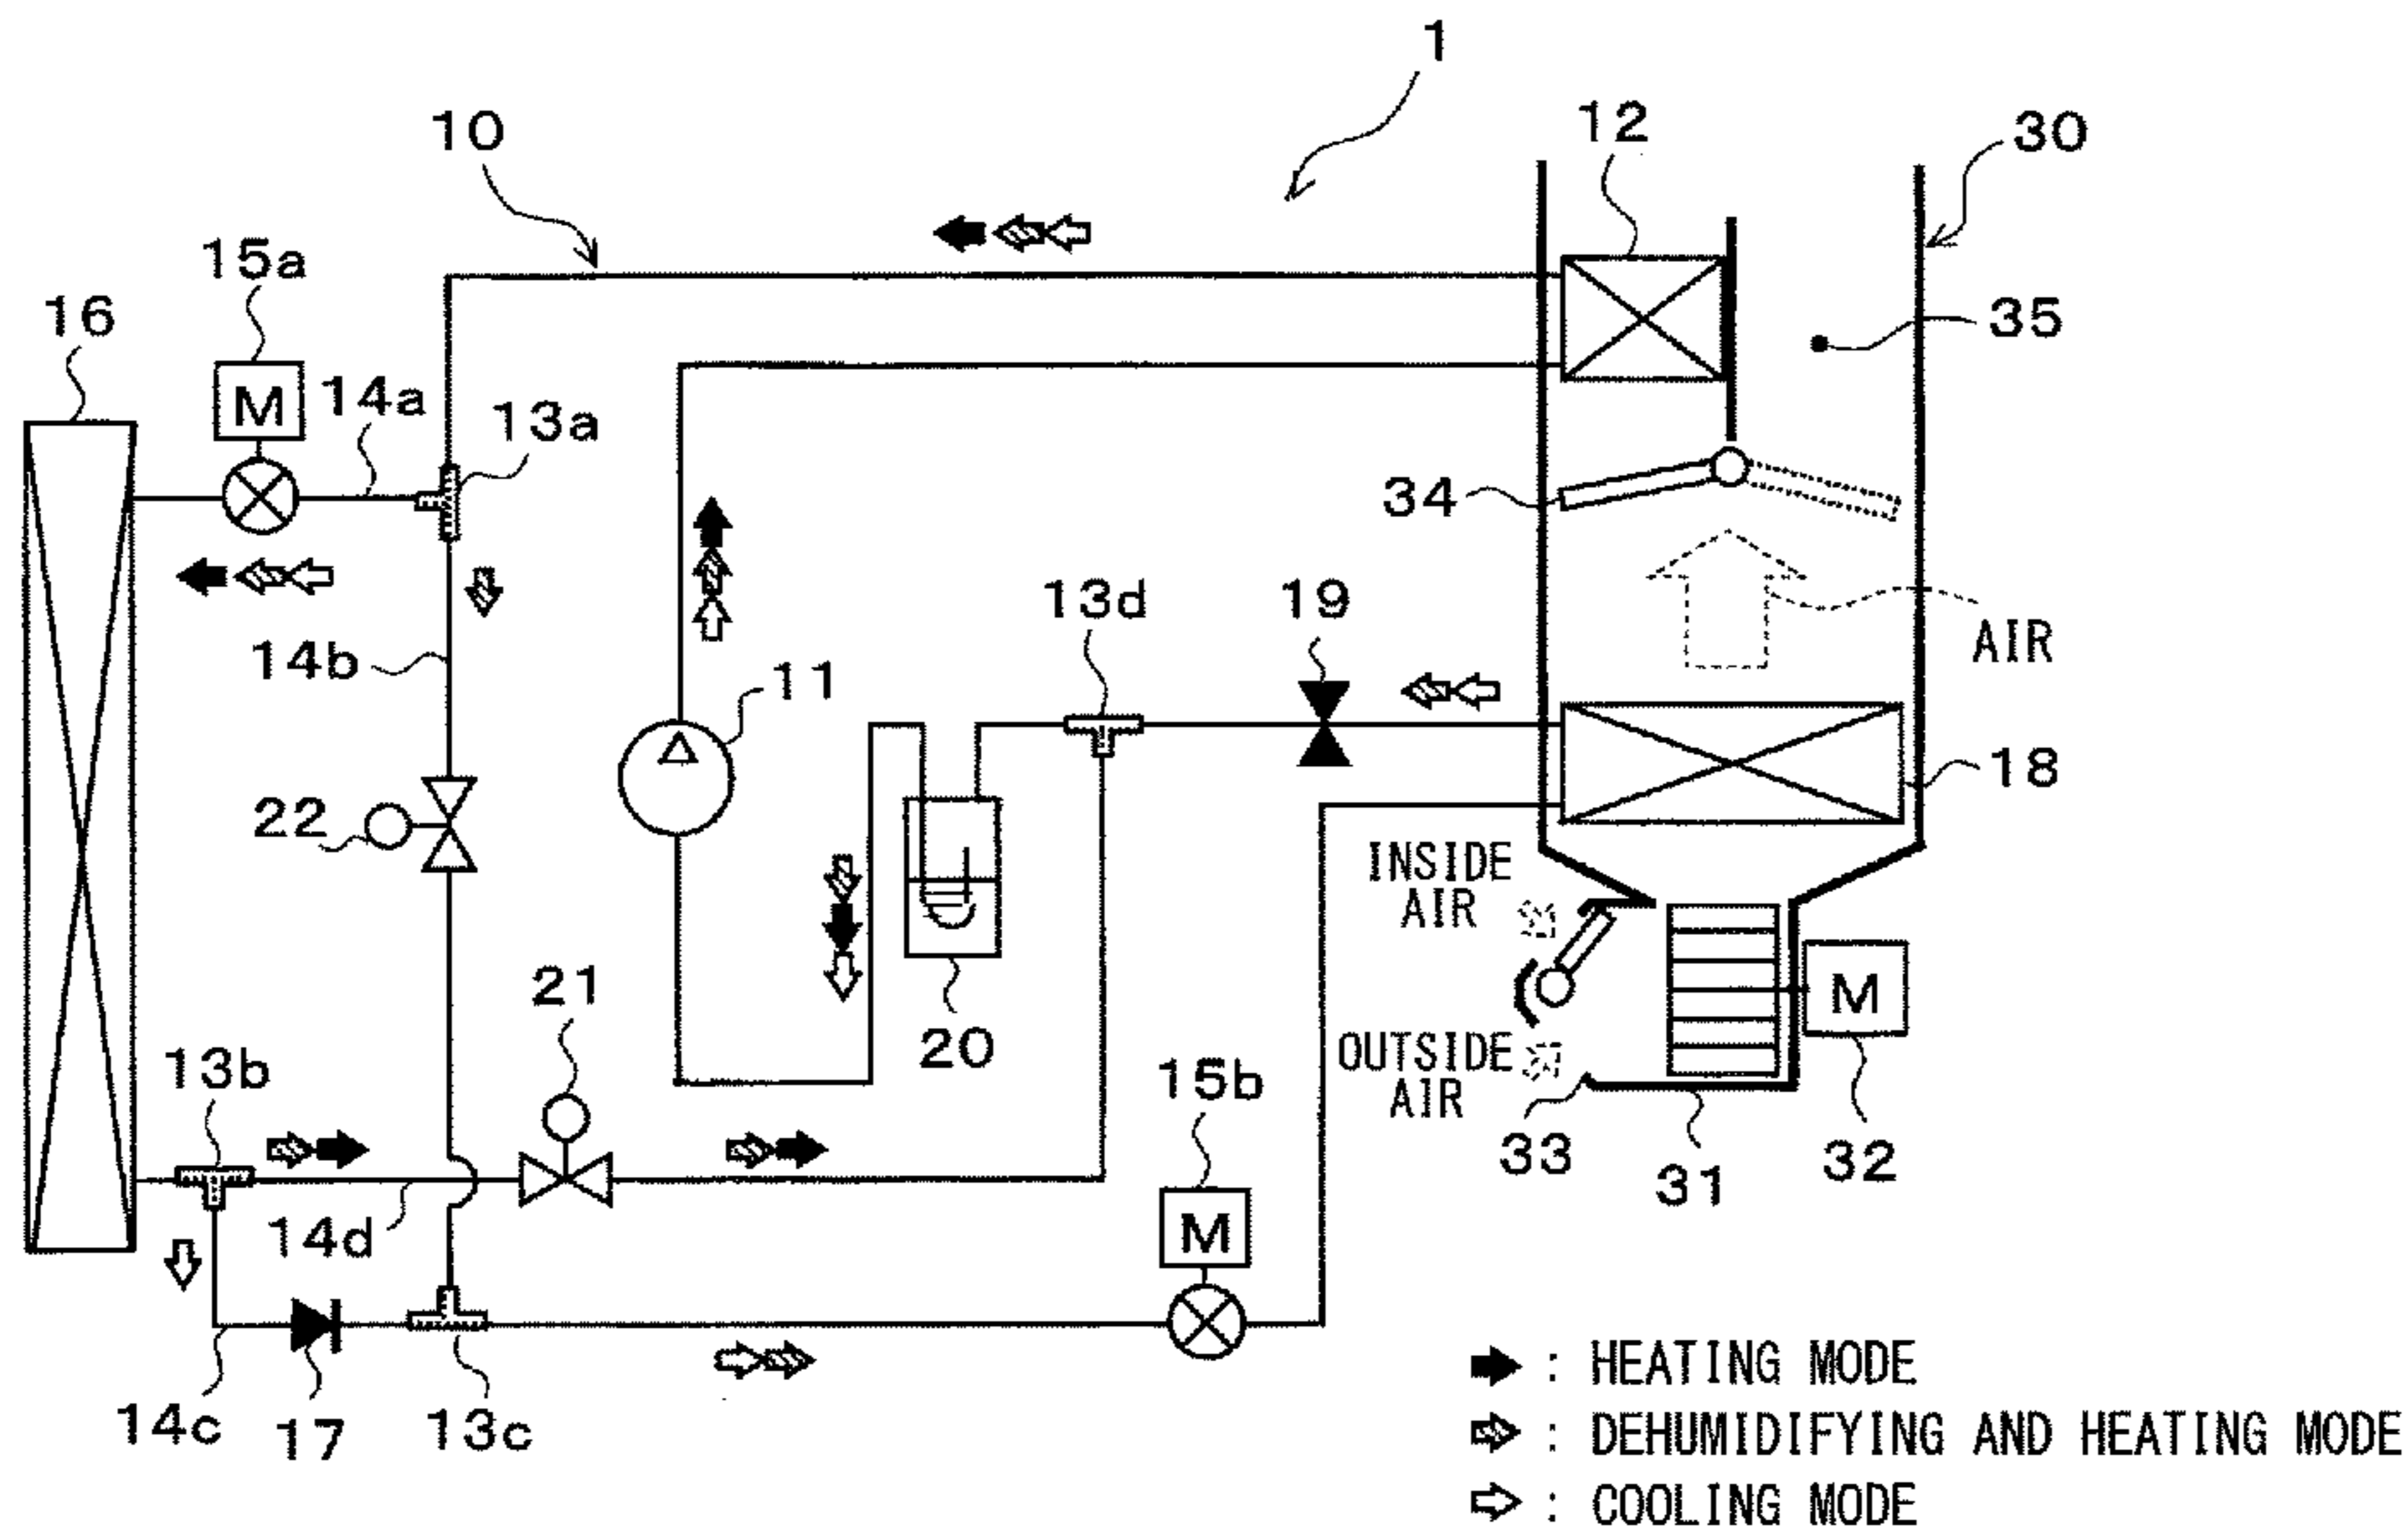 1
10
12
30
15a
16
M
14a
13a
35
34
13d
19
AIR
14b
11
18
22
INSIDE
AIR
21
20
M
13b
OUTSIDE
AIR
15b
33
31
32
14d
M
14c
17
13c
: HEATING MODE
: DEHUMIDIFYING AND HEATING MODE
: COOLING MODE